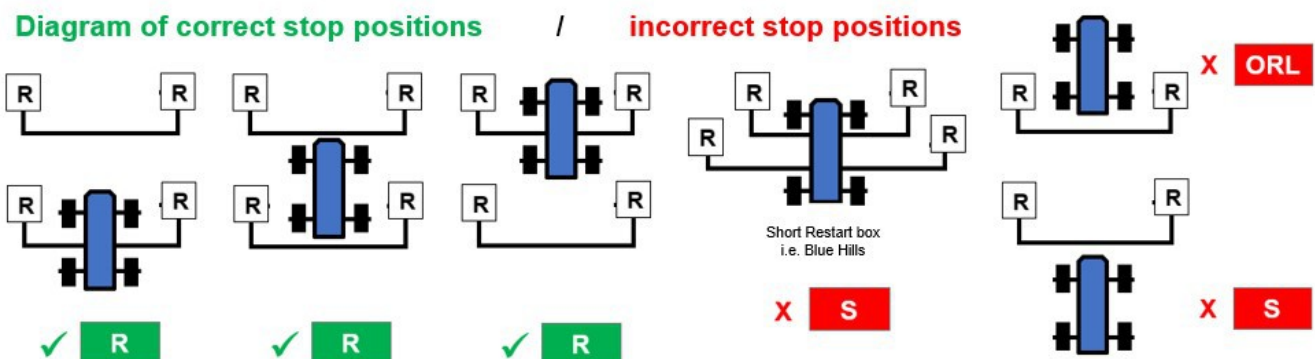 Diagram of correct stop positions / incorrect stop positions
R R R R R R
R R
R R
X ORL
R R
R R R R R R
R R
Short Restart box
i.e. Blue Hills
✓ R ✓ R ✓ R
X S
X S